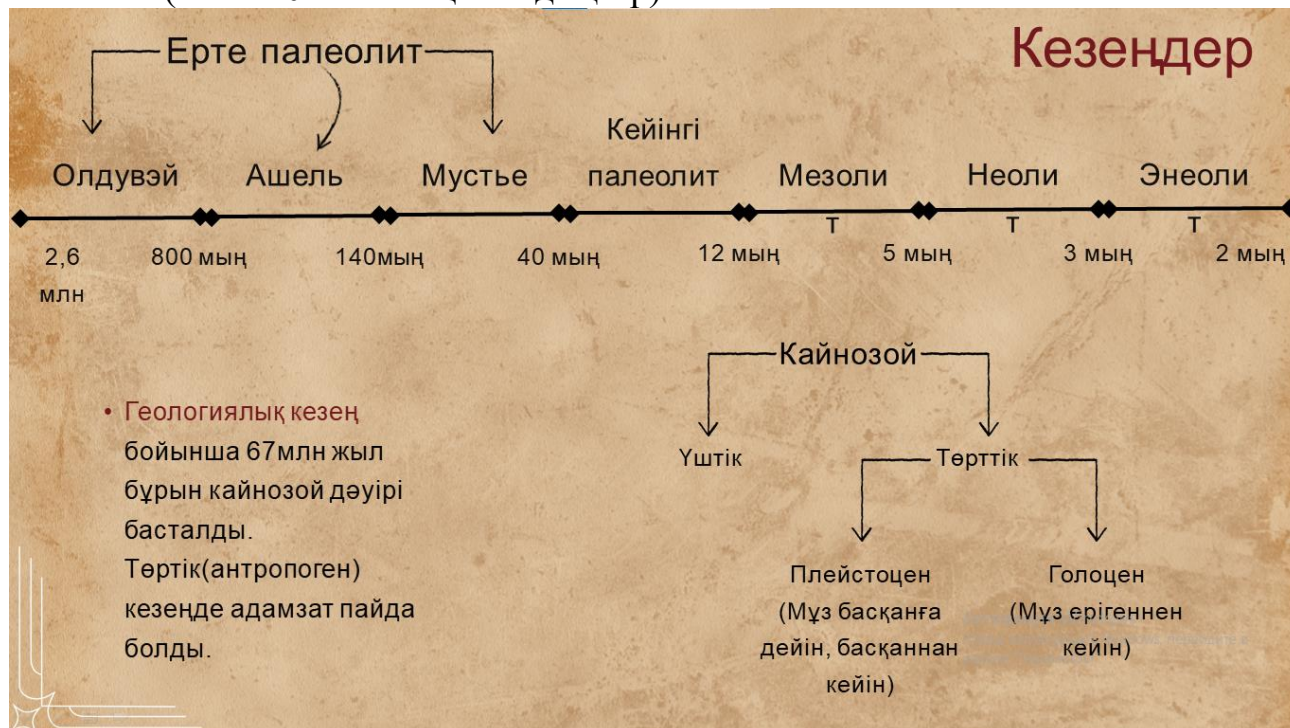 Ерте палеолит
Кезеңдер
Олдувэй
Ашель
Мустье
Кейінгі
палеолит
Мезоли
т
Неоли
т
Энеоли
т
2,6
млн
800 мың
140мың
40 мың
12 мың
5 мың
3 мың
2 мың
Кайнозой
Үштік
Төрттік
Плейстоцен
(Мұз басқанға
дейін, басқаннан
кейін)
Голоцен
(Мұз ерігеннен
кейін)
• Геологиялық кезең
бойынша 67млн жыл
бұрын кайнозой дәуірі
басталды.
Төртік(антропоген)
кезеңде адамзат пайда
болды.